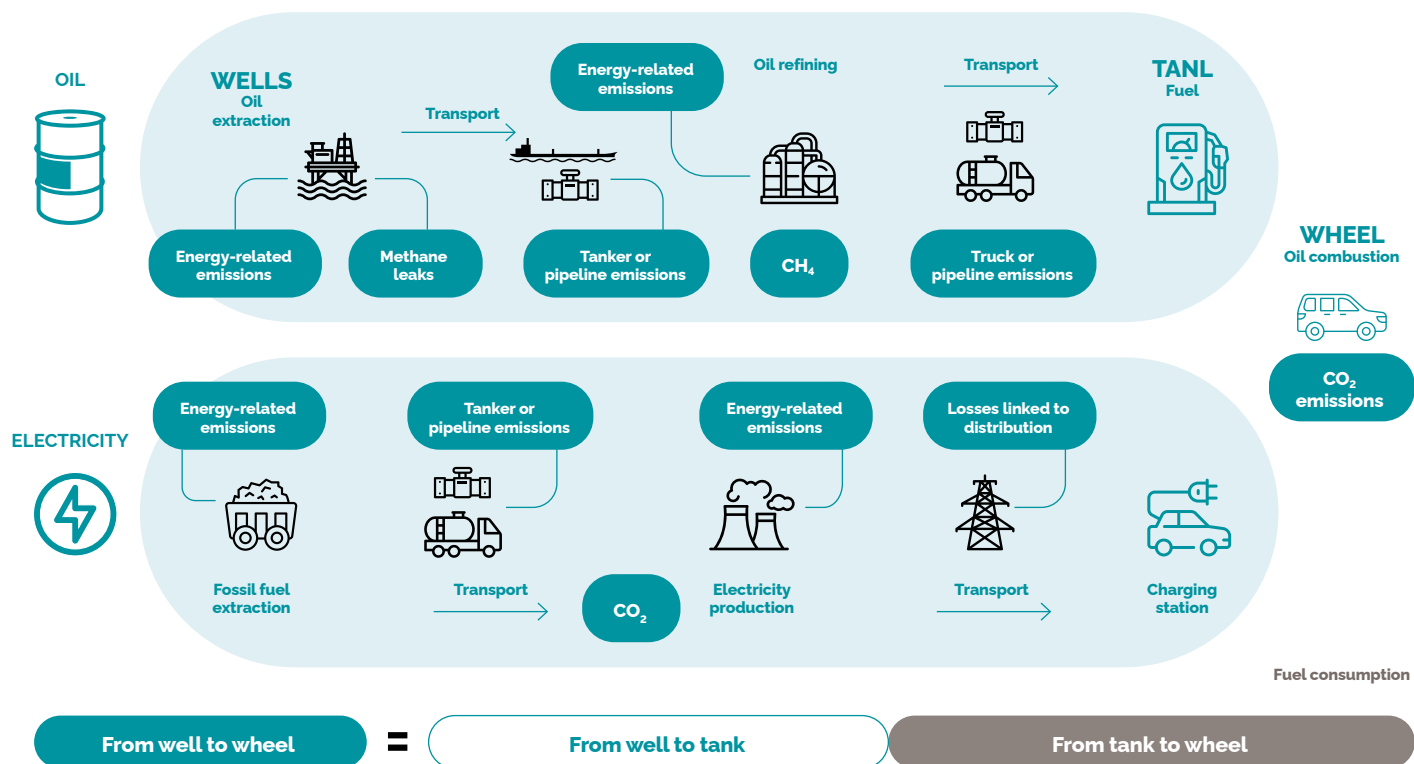 OIL
WELLS
Oil
extraction
Transport
Energy-related
emissions
Oil refining
Transport
TANL
Fuel
Energy-related
emissions
Methane
leaks
Tanker or
pipeline emissions
CH₄
Truck or
pipeline emissions
WHEEL
Oil combustion
CO₂
emissions
ELECTRICITY
Energy-related
emissions
Tanker or
pipeline emissions
Energy-related
emissions
Losses linked to
distribution
Fossil fuel
extraction
Transport
CO₂
Electricity
production
Transport
Charging
station
Fuel consumption
From well to wheel
=
From well to tank
From tank to wheel